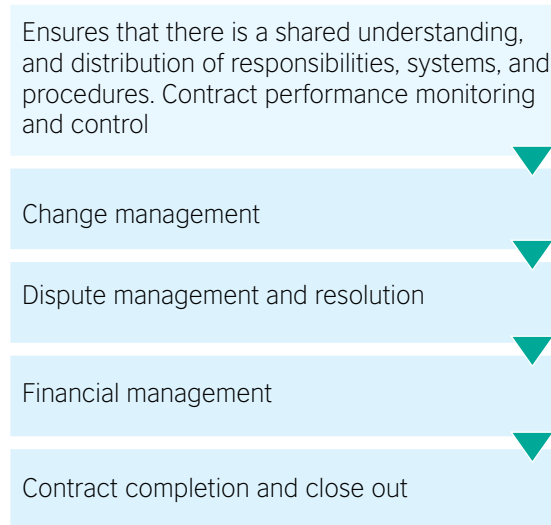 Ensures that there is a shared understanding,
and distribution of responsibilities, systems, and
procedures. Contract performance monitoring
and control
Change management
Dispute management and resolution
Financial management
Contract completion and close out